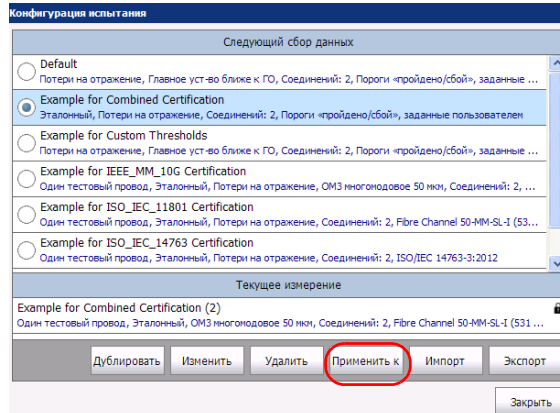 Конфигурация испытания
Следующий сбор данных
Default
Потери на отражение, Главное уст-во ближе к ГО, Соединений: 2, Пороги «пройдено/сбой», заданные ...
Example for Combined Certification
Эталонный, Потери на отражение, Соединений: 2, Пороги «пройдено/сбой», заданные пользователем
Example for Custom Thresholds
Потери на отражение, Главное уст-во ближе к ГО, Соединений: 2, Пороги «пройдено/сбой», заданные ...
Example for IEEE_MM_10G Certification
Один тестовый провод, Эталонный, Потери на отражение, OM3 многомодовое 50 мкм, Соединений: 2, ...
Example for ISO_IEC_11801 Certification
Один тестовый провод, Эталонный, Потери на отражение, Соединений: 2, Fibre Channel 50-MM-SL-I (53...
Example for ISO_IEC_14763 Certification
Один тестовый провод, Эталонный, Потери на отражение, Соединений: 2, ISO/IEC 14763-3:2012
Текущее измерение
Example for Combined Certification (2)
Один тестовый провод, Эталонный, OM3 многомодовое 50 мкм, Соединений: 2, Fibre Channel 50-MM-SL-I (531 ...
Дублировать Изменить Удалить Применить к Импорт Экспорт
Закрыть